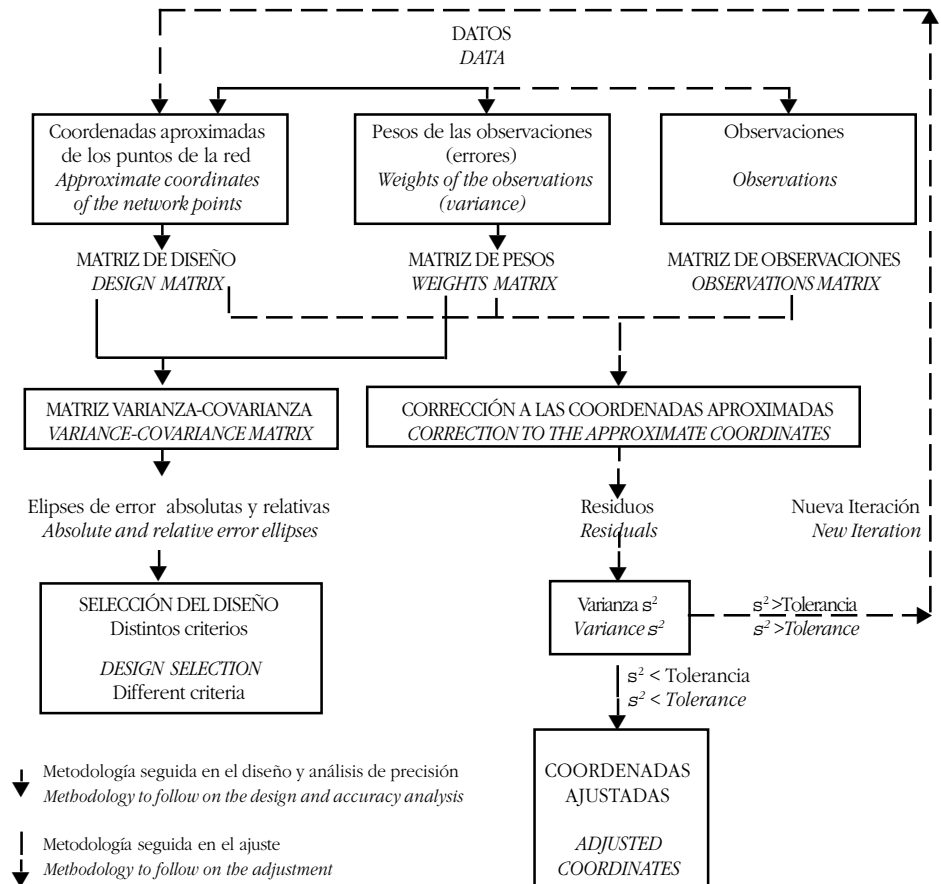 DATOS
DATA
Coordenadas aproximadas
de los puntos de la red
Approximate coordinates
of the network points
Pesos de las observaciones
(errores)
Weights of the observations
(variance)
Observaciones
Observations
MATRIZ DE DISEÑO
DESIGN MATRIX
MATRIZ DE PESOS
WEIGHTS MATRIX
MATRIZ DE OBSERVACIONES
OBSERVATIONS MATRIX
MATRIZ VARIANZA-COVARIANZA
VARIANCE-COVARIANCE MATRIX
CORRECCIÓN A LAS COORDENADAS APROXIMADAS
CORRECTION TO THE APPROXIMATE COORDINATES
Elipses de error absolutas y relativas
Absolute and relative error ellipses
Residuos
Residuals
Nueva Iteración
New Iteration
SELECCIÓN DEL DISEÑO
Distintos criterios
DESIGN SELECTION
Different criteria
Varianza s²
Variance s²
s² >Tolerancia
s² >Tolerance
s² < Tolerancia
s² < Tolerance
COORDENADAS
AJUSTADAS
ADJUSTED
COORDINATES
Metodología seguida en el diseño y análisis de precisión
Methodology to follow on the design and accuracy analysis
Metodología seguida en el ajuste
Methodology to follow on the adjustment